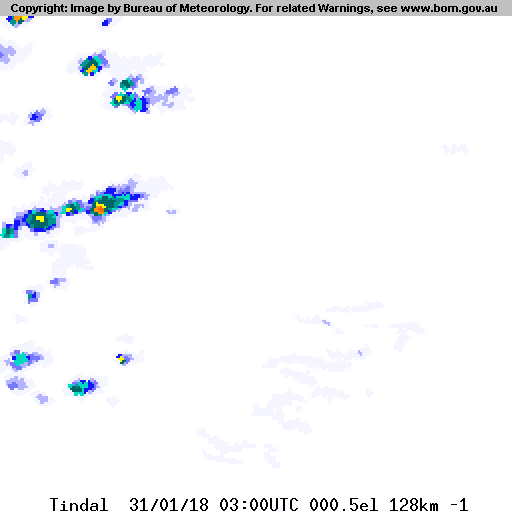 Copyright: Image by Bureau of Meteorology. For related Warnings, see www.bom.gov.au
Tindal 31/01/18 03:00UTC 000.5el 128km -1